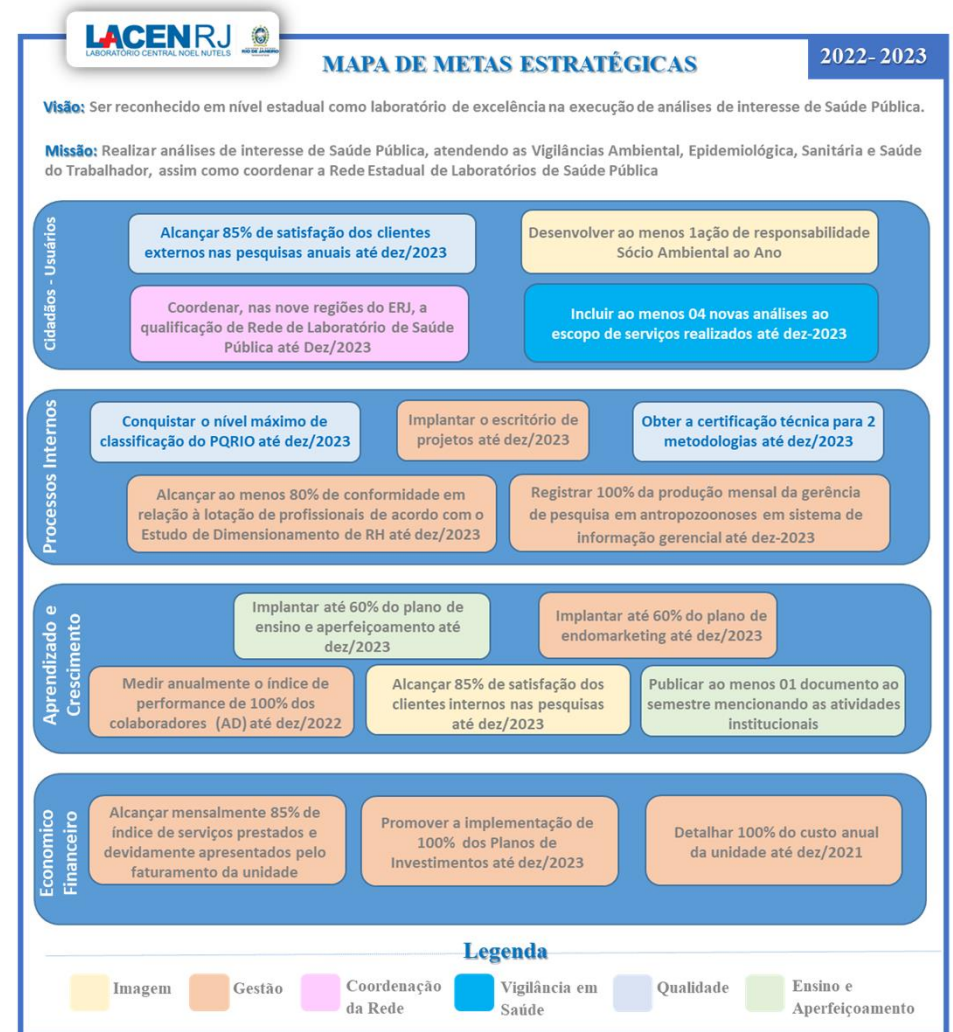 LACENRJ
LABORATÓRIO CENTRAL NOEL NUTELS
RIO DE JANEIRO
MAPA DE METAS ESTRATÉGICAS
2022- 2023
Visão: Ser reconhecido em nível estadual como laboratório de excelência na execução de análises de interesse de Saúde Pública.
Missão: Realizar análises de interesse de Saúde Pública, atendendo as Vigilâncias Ambiental, Epidemiológica, Sanitária e Saúde
do Trabalhador, assim como coordenar a Rede Estadual de Laboratórios de Saúde Pública
Cidadãos - Usuários
Alcançar 85% de satisfação dos clientes
externos nas pesquisas anuais até dez/2023
Desenvolver ao menos 1ação de responsabilidade
Sócio Ambiental ao Ano
Coordenar, nas nove regiões do ERJ, a
qualificação de Rede de Laboratório de Saúde
Pública até Dez/2023
Incluir ao menos 04 novas análises ao
escopo de serviços realizados até dez-2023
Processos Internos
Conquistar o nível máximo de
classificação do PQRIO até dez/2023
Implantar o escritório de
projetos até dez/2023
Obter a certificação técnica para 2
metodologias até dez/2023
Alcançar ao menos 80% de conformidade em
relação à lotação de profissionais de acordo com o
Estudo de Dimensionamento de RH até dez/2023
Registrar 100% da produção mensal da gerência
de pesquisa em antropozoonoses em sistema de
informação gerencial até dez-2023
Aprendizado e
Crescimento
Implantar até 60% do plano de
ensino e aperfeiçoamento até
dez/2023
Implantar até 60% do plano de
endomarketing até dez/2023
Medir anualmente o índice de
performance de 100% dos
colaboradores (AD) até dez/2022
Alcançar 85% de satisfação dos
clientes internos nas pesquisas
até dez/2023
Publicar ao menos 01 documento ao
semestre mencionando as atividades
institucionais
Economico
Financeiro
Alcançar mensalmente 85% de
índice de serviços prestados e
devidamente apresentados pelo
faturamento da unidade
Promover a implementação de
100% dos Planos de
Investimentos até dez/2023
Detalhar 100% do custo anual
da unidade até dez/2021
Legenda
Imagem
Gestão
Coordenação
da Rede
Vigilância em
Saúde
Qualidade
Ensino e
Aperfeiçoamento